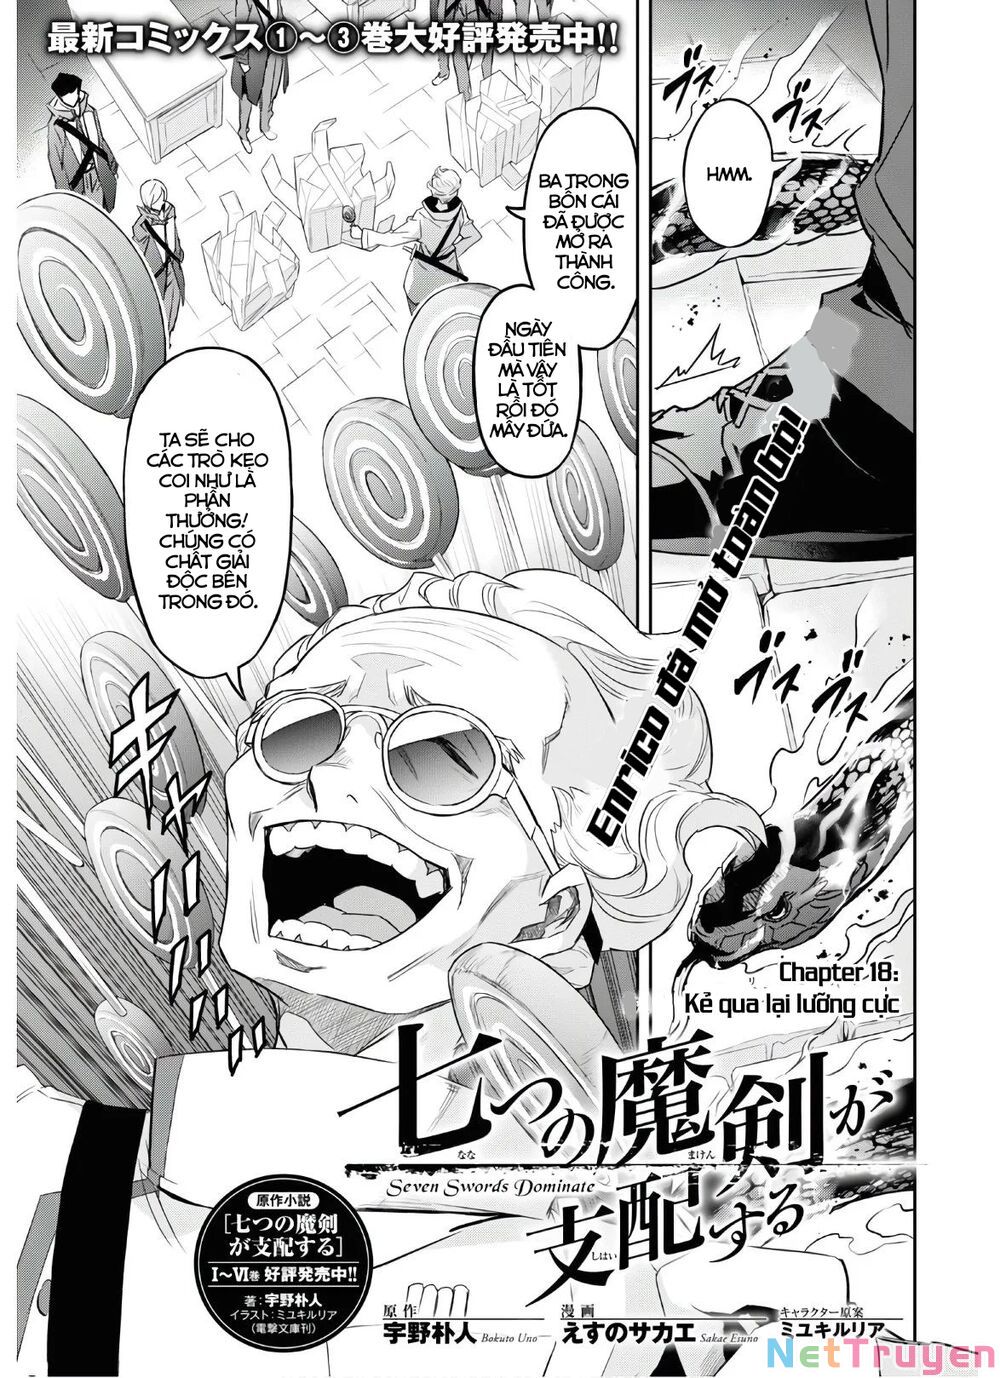 最新コミックス①～③巻大好評発売中!!
HMM.
BA TRONG
BỐN CÁI
ĐÃ ĐƯỢC
MỞ RA
THÀNH
CÔNG.
NGÀY
ĐẦU TIÊN
MÀ VẬY
LÀ TỐT
RỒI ĐÓ
MẤY ĐỨA.
TA SẼ CHO
CÁC TRÒ KẸO
COI NHƯ LÀ
PHẦN
THƯỞNG!
CHÚNG CÓ
CHẤT GIẢI
ĐỘC BÊN
TRONG ĐÓ.
Enrico đã mở toàn bộ!
Chapter 18:
Kẻ qua lại lưỡng cực
七つの魔剣が
なな
まけん
Seven Swords Dominate
支配する
しはい
原作小説
[七つの魔剣
が支配する]
I～VI巻 好評発売中!!
著:宇野朴人
イラスト:ミユキルリア
(電撃文庫刊)
原作
宇野朴人 Bokuto Uno
漫画
えすのサカエ Sakae Esuno
キャラクター原案
ミユキルリア
NetTruyen